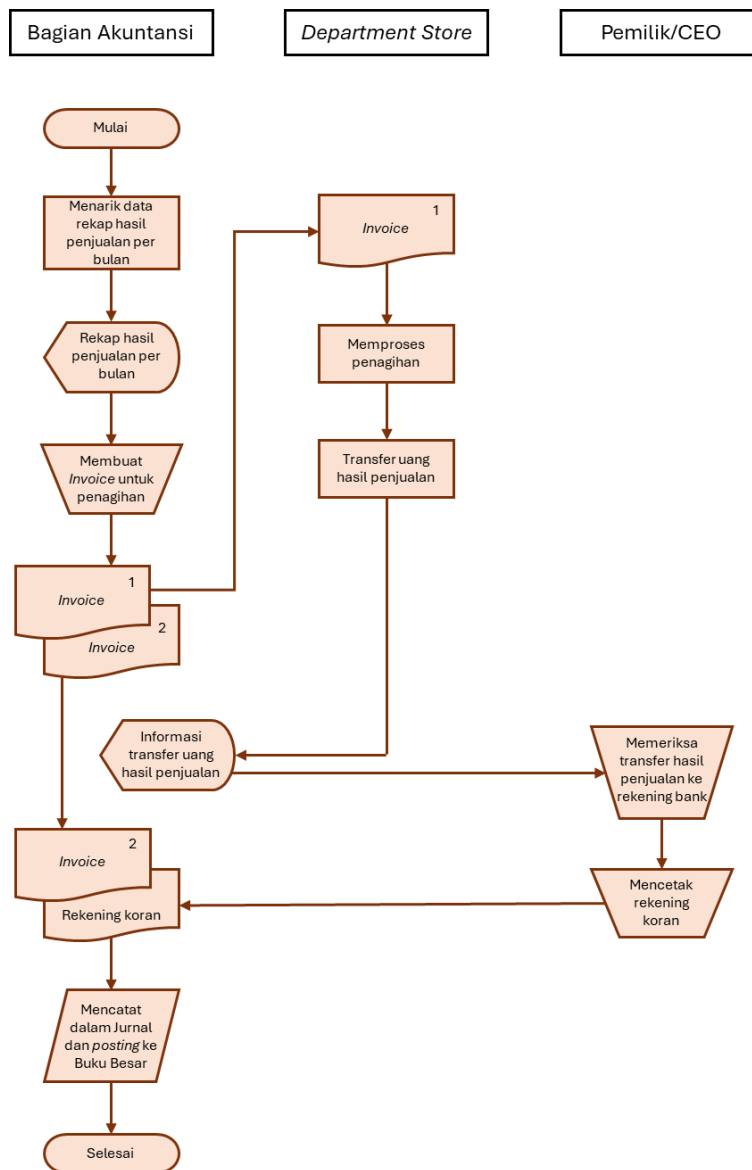 Bagian Akuntansi
Department Store
Pemilik/CEO
Mulai
Menarik data
rekap hasil
penjualan per
bulan
1
Invoice
Rekap hasil
penjualan per
bulan
Memproses
penagihan
Membuat
Invoice untuk
penagihan
Transfer uang
hasil penjualan
1
Invoice
2
Invoice
Informasi
transfer uang
hasil penjualan
Memeriksa
transfer hasil
penjualan ke
rekening bank
2
Invoice
Rekening koran
Mencetak
rekening
koran
Mencatat
dalam Jurnal
dan posting ke
Buku Besar
Selesai